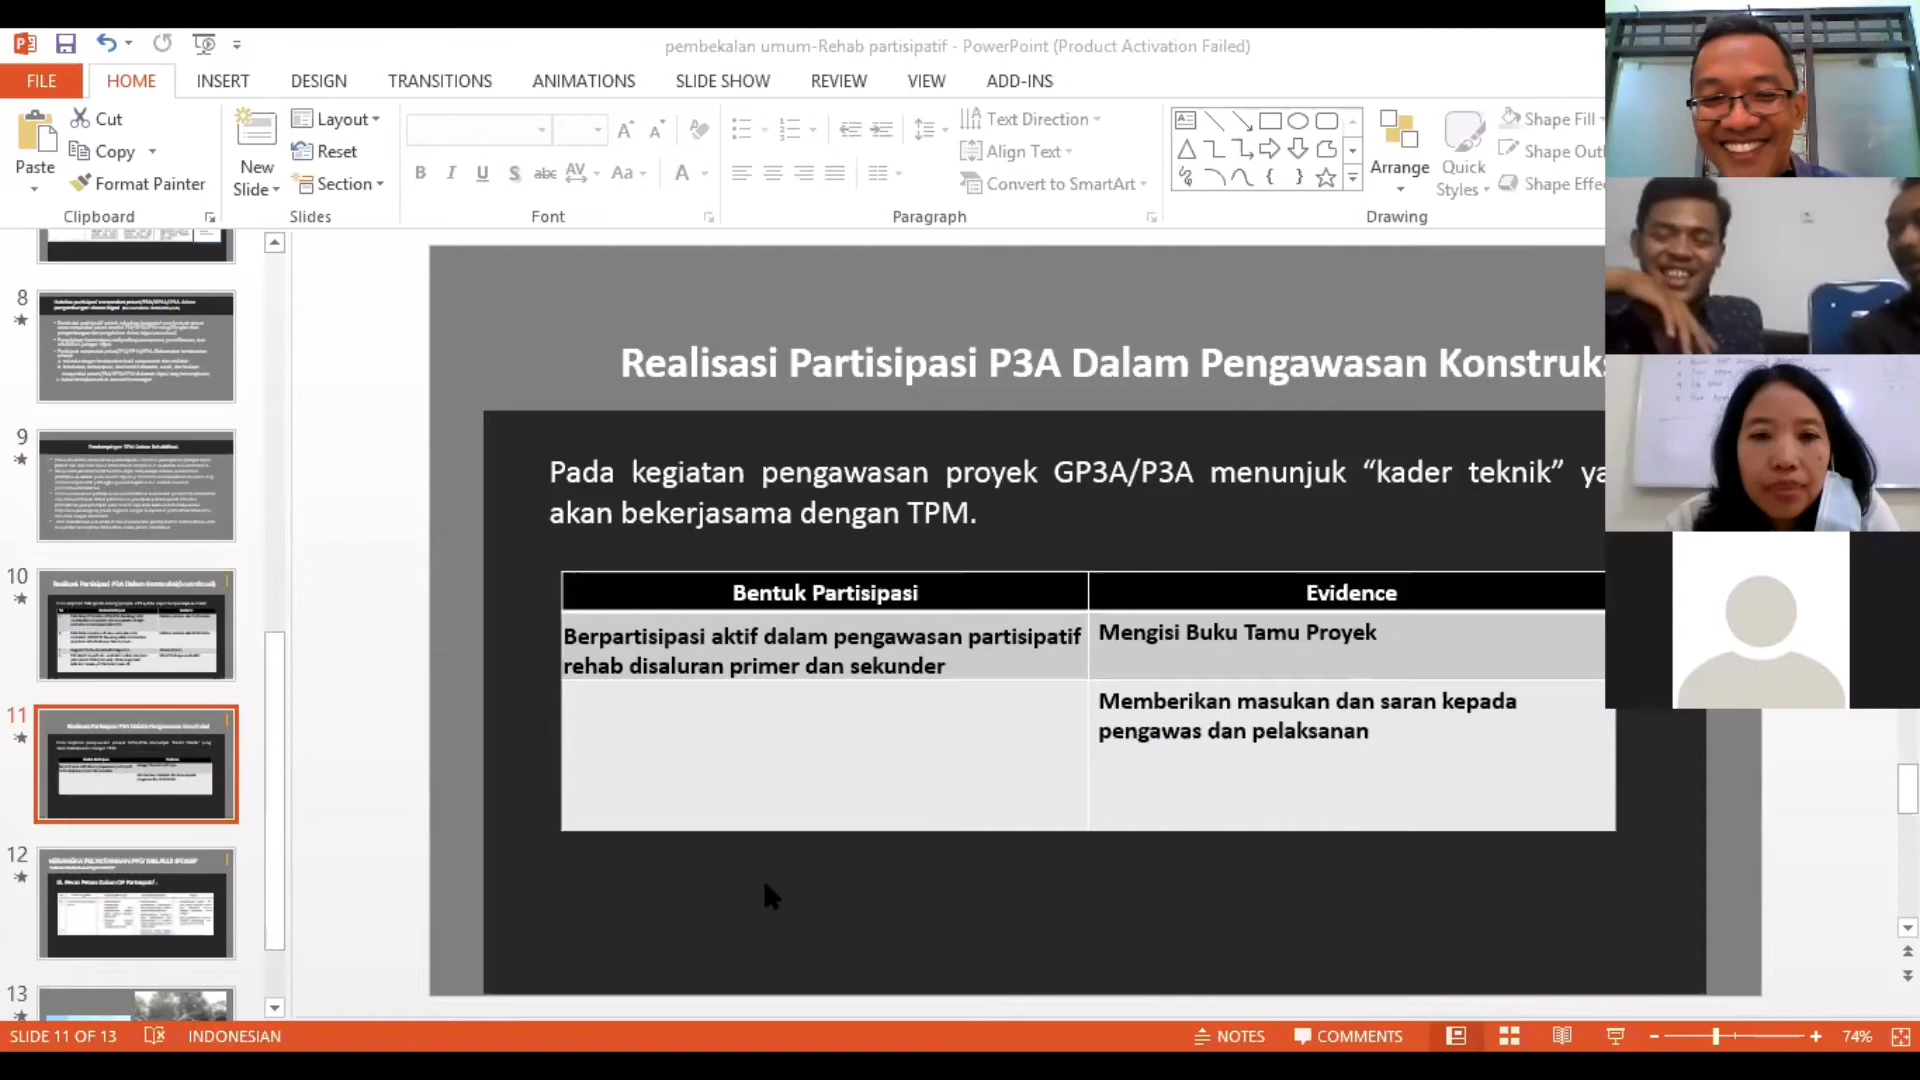 pembekalan umum-Rehab partisipatif - PowerPoint (Product Activation Failed)
FILE HOME INSERT DESIGN TRANSITIONS ANIMATIONS SLIDE SHOW REVIEW VIEW ADD-INS
Paste
Cut
Copy
Format Painter
Clipboard
New
Slide
Layout
Reset
Section
Slides
Font
Text Direction
Align Text
Convert to SmartArt
Paragraph
Arrange
Quick
Styles
Shape Fill
Shape Outl
Shape Effe
Drawing
8
9
10
11
12
13
Realisasi Partisipasi P3A Dalam Pengawasan Konstruks
Pada kegiatan pengawasan proyek GP3A/P3A menunjuk “kader teknik” ya
akan bekerjasama dengan TPM.
Bentuk Partisipasi Evidence
Berpartisipasi aktif dalam pengawasan partisipatif
rehab disaluran primer dan sekunder
Mengisi Buku Tamu Proyek
Memberikan masukan dan saran kepada
pengawas dan pelaksanan
SLIDE 11 OF 13 INDONESIAN NOTES COMMENTS 74%